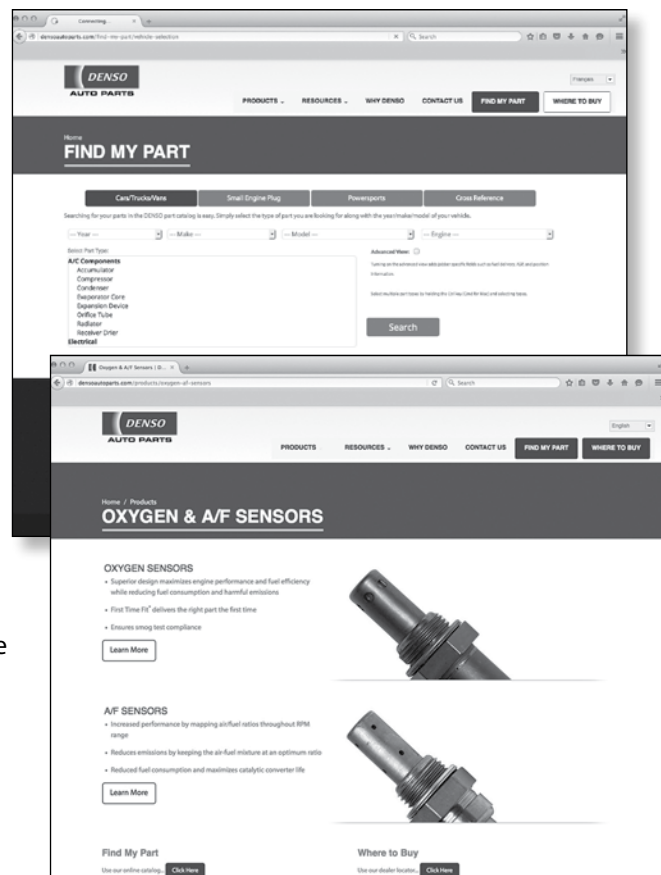 Connecting...
densoautoparts.com/find-my-part/vehicle-selection
Search
DENSO
AUTO PARTS
Français
PRODUCTS
RESOURCES
WHY DENSO
CONTACT US
FIND MY PART
WHERE TO BUY
Home
FIND MY PART
Cars/Trucks/Vans
Small Engine Plug
Powersports
Cross Reference
Searching for your parts in the DENSO part catalog is easy. Simply select the type of part you are looking for along with the year/make/model of your vehicle.
--- Year ---
--- Make ---
--- Model ---
--- Engine ---
Select Part Type:
A/C Components
Accumulator
Compressor
Condenser
Evaporator Core
Expansion Device
Orifice Tube
Radiator
Receiver Drier
Electrical
Advanced View:
information.
Search
Oxygen & A/F Sensors | D...
densoautoparts.com/products/oxygen-af-sensors
Search
DENSO
AUTO PARTS
English
PRODUCTS
RESOURCES
WHY DENSO
CONTACT US
FIND MY PART
WHERE TO BUY
Home / Products
OXYGEN & A/F SENSORS
OXYGEN SENSORS
• Superior design maximizes engine performance and fuel efficiency
while reducing fuel consumption and harmful emissions
• First Time Fit® delivers the right part the first time
• Ensures smog test compliance
Learn More
e
A/F SENSORS
• Increased performance by mapping air/fuel ratios throughout RPM
range
• Reduces emissions by keeping the air-fuel mixture at an optimum ratio
• Reduced fuel consumption and maximizes catalytic converter life
Learn More
Find My Part
Use our online catalog... Click Here
Where to Buy
Use our dealer locator... Click Here